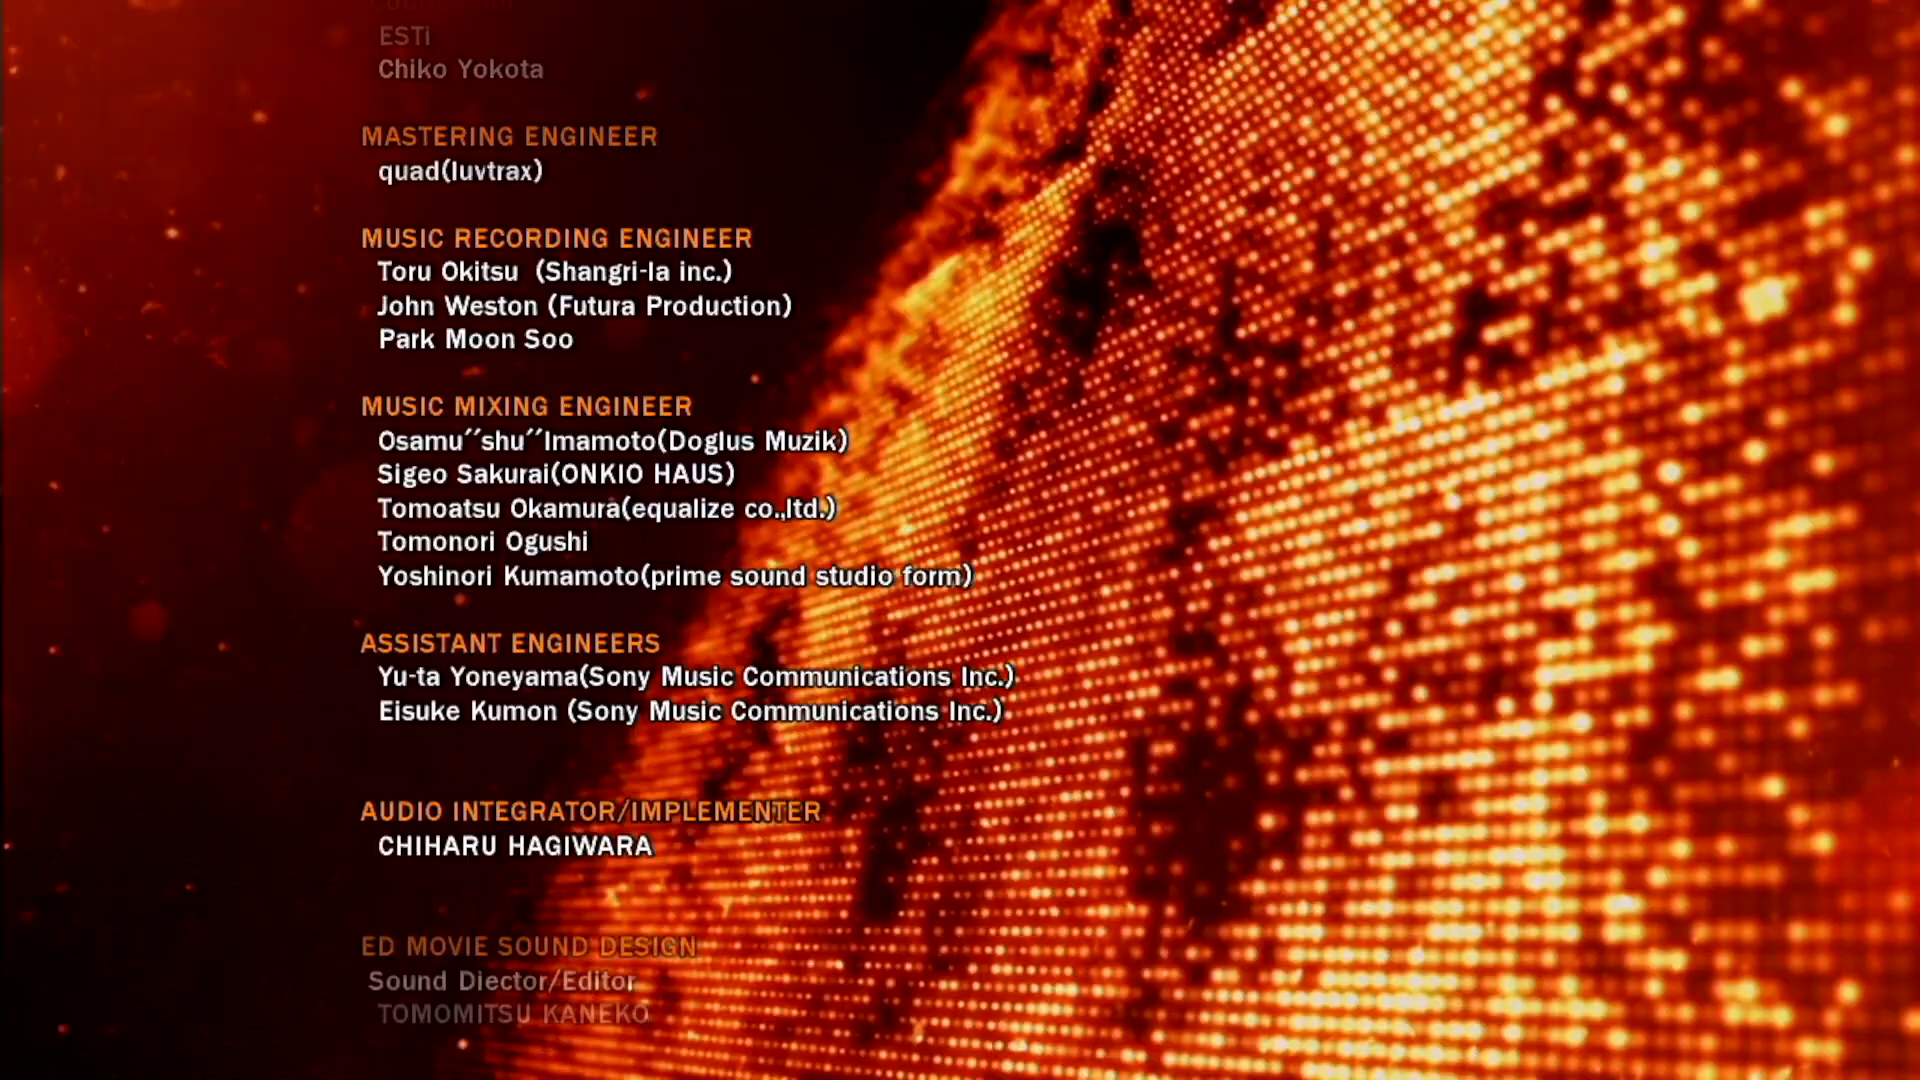 ESTi
Chiko Yokota
MASTERING ENGINEER
quad(luvtrax)
MUSIC RECORDING ENGINEER
Toru Okitsu (Shangri-la inc.)
John Weston (Futura Production)
Park Moon Soo
MUSIC MIXING ENGINEER
Osamu´´shu´´Imamoto(Doglus Muzik)
Sigeo Sakurai(ONKIO HAUS)
Tomoatsu Okamura(equalize co.,ltd.)
Tomonori Ogushi
Yoshinori Kumamoto(prime sound studio form)
ASSISTANT ENGINEERS
Yu-ta Yoneyama(Sony Music Communications Inc.)
Eisuke Kumon (Sony Music Communications Inc.)
AUDIO INTEGRATOR/IMPLEMENTER
CHIHARU HAGIWARA
ED MOVIE SOUND DESIGN
Sound Diector/Editor
TOMOMITSU KANEKO